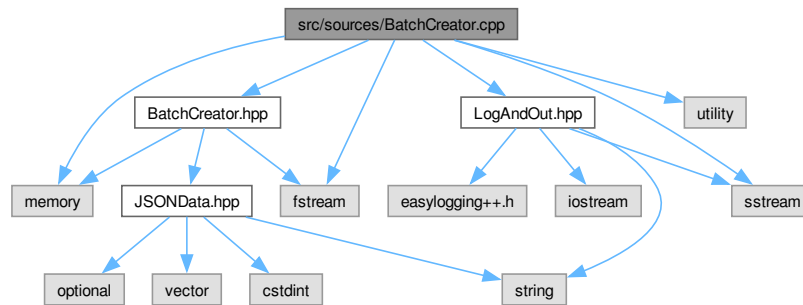 src/sources/BatchCreator.cpp
BatchCreator.hpp
LogAndOut.hpp
utility
memory
JSONData.hpp
fstream
easylogging++.h
iostream
sstream
optional
vector
cstdint
string